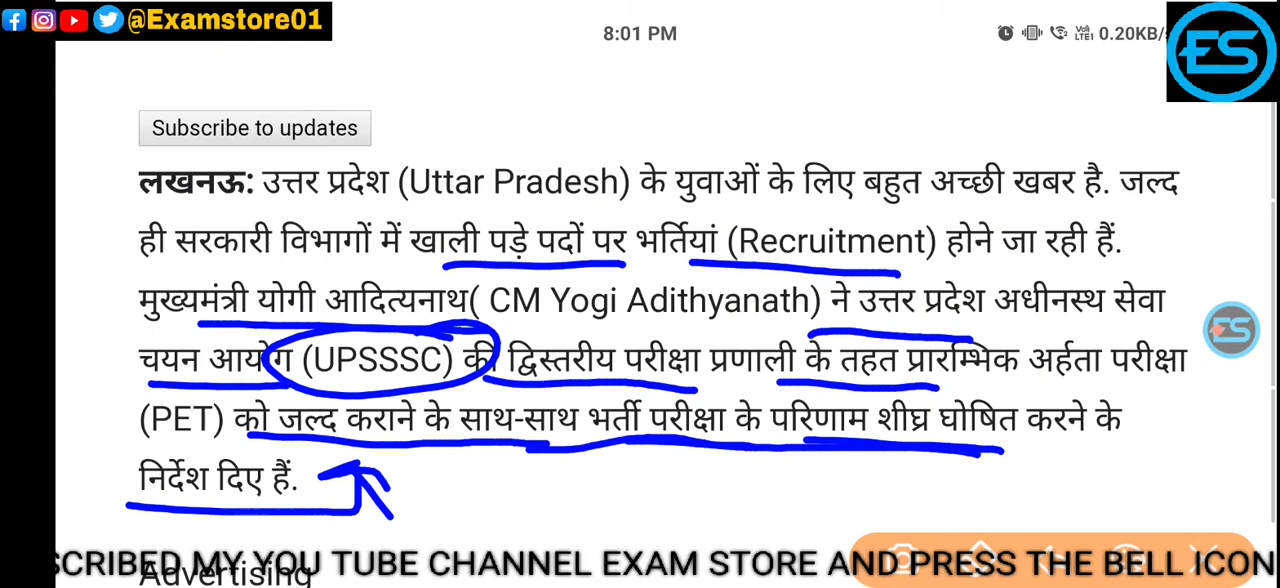 @Examstore01
8:01 PM
Vo)) LTE1 0.20KB/s
ES
Subscribe to updates
लखनऊ: उत्तर प्रदेश (Uttar Pradesh) के युवाओं के लिए बहुत अच्छी खबर है. जल्द
ही सरकारी विभागों में खाली पड़े पदों पर भर्तियां (Recruitment) होने जा रही हैं.
मुख्यमंत्री योगी आदित्यनाथ( CM Yogi Adithyanath) ने उत्तर प्रदेश अधीनस्थ सेवा
ES
चयन आयोग (UPSSSC) की द्विस्तरीय परीक्षा प्रणाली के तहत प्रारम्भिक अर्हता परीक्षा
(PET) को जल्द कराने के साथ-साथ भर्ती परीक्षा के परिणाम शीघ्र घोषित करने के
निर्देश दिए हैं.
SCRIBED MY YOU TUBE CHANNEL EXAM STORE AND PRESS THE BELL ICON
Advertising